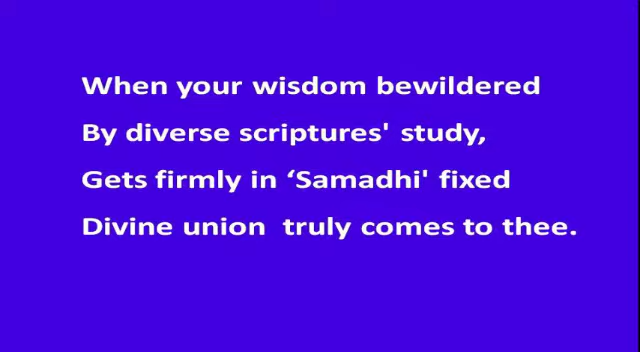 When your wisdom bewildered
By diverse scriptures' study,
Gets firmly in ‘Samadhi' fixed
Divine union  truly comes to thee.